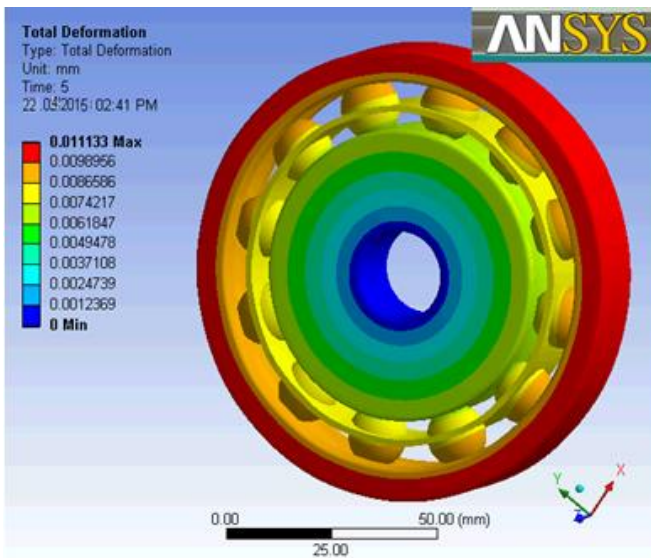 ANSYS
Total Deformation
Type: Total Deformation
Unit: mm
Time: 5
02:41 PM
0.011133 Max
0.0098956
0.0086586
0.0074217
0.0061847
0.0049478
0.0037108
0.0024739
0.0012369
0 Min
Y
X
Z
0.00
50.00 (mm)
25.00